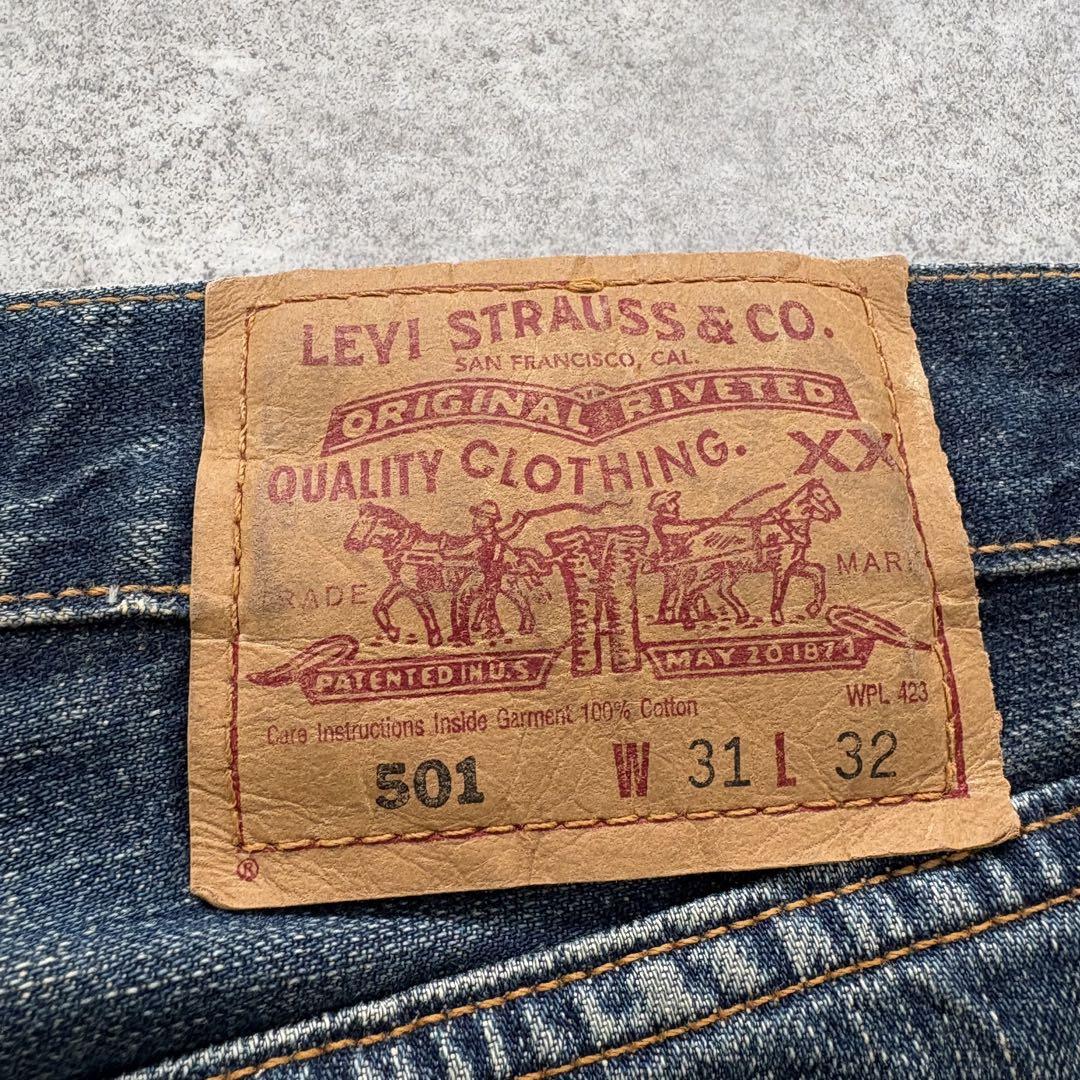 LEVI STRAUSS & CO.
SAN FRANCISCO, CAL.
ORIGINAL RIVETED
QUALITY CLOTHING. XX
TRADE MARK
PATENTED IN U.S. MAY 20 1873
WPL 423
Care Instructions Inside Garment 100% Cotton
501 W 31 L 32
®